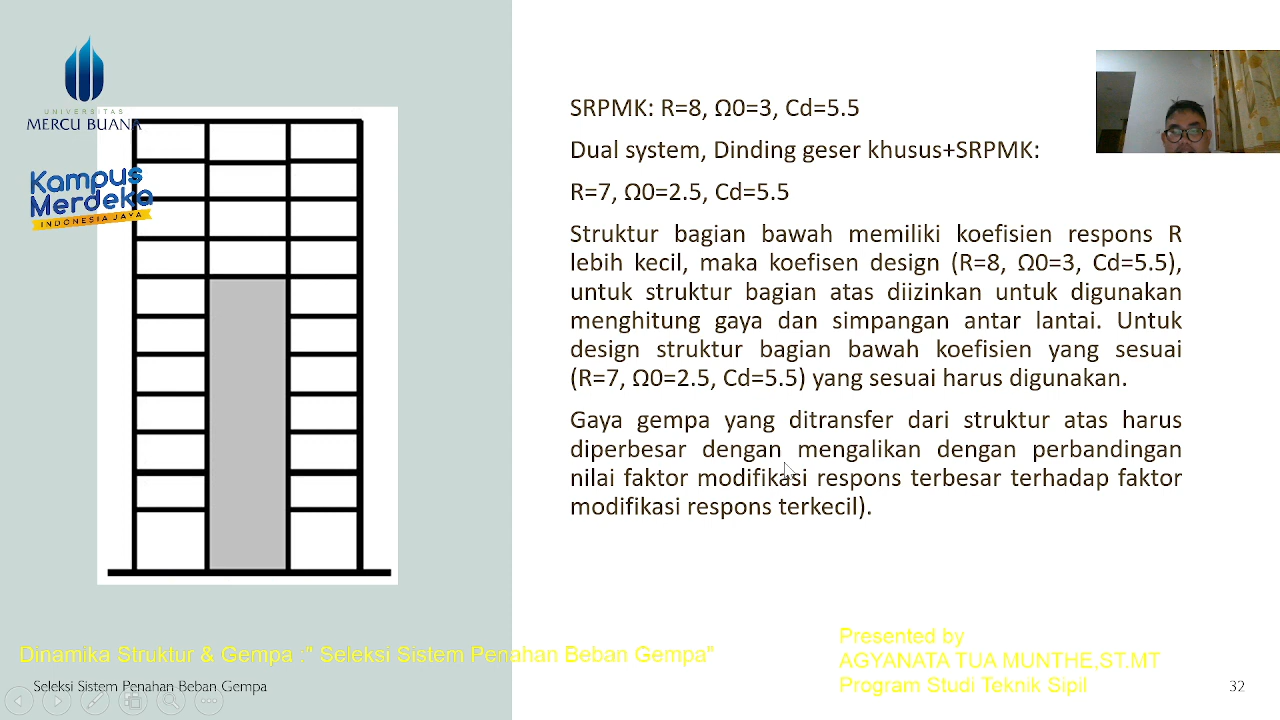 UNIVERSITAS
MERCU BUANA
Kampus
Merdeka
INDONESIA JAYA
SRPMK: R=8, Ω0=3, Cd=5.5
Dual system, Dinding geser khusus+SRPMK:
R=7, Ω0=2.5, Cd=5.5
Struktur bagian bawah memiliki koefisien respons R
lebih kecil, maka koefisen design (R=8, Ω0=3, Cd=5.5),
untuk struktur bagian atas diizinkan untuk digunakan
menghitung gaya dan simpangan antar lantai. Untuk
design struktur bagian bawah koefisien yang sesuai
(R=7, Ω0=2.5, Cd=5.5) yang sesuai harus digunakan.
Gaya gempa yang ditransfer dari struktur atas harus
diperbesar dengan mengalikan dengan perbandingan
nilai faktor modifikasi respons terbesar terhadap faktor
modifikasi respons terkecil).
Dinamika Struktur & Gempa :" Seleksi Sistem Penahan Beban Gempa"
Seleksi Sistem Penahan Beban Gempa
Presented by
AGYANATA TUA MUNTHE,ST.MT
Program Studi Teknik Sipil
32